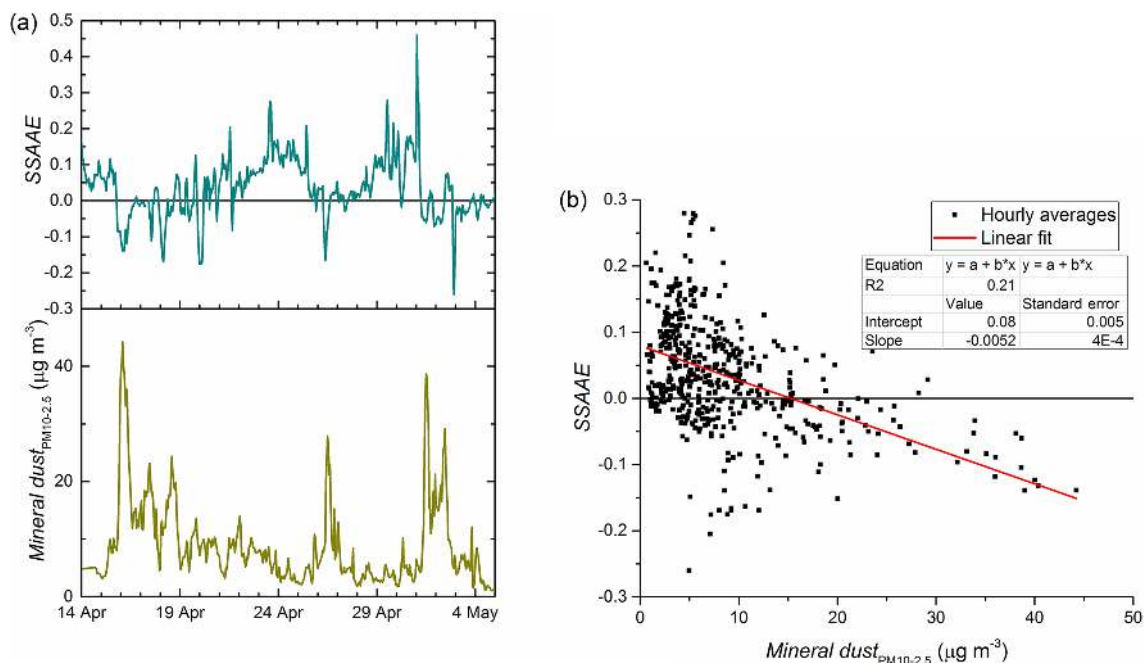 (a)
0.5
0.4
0.3
0.2
0.1
0.0
-0.1
-0.2
-0.3
SSAAE
40
20
0
Mineral dust PM10-2.5 (μg m-3)
14 Apr 19 Apr 24 Apr 29 Apr 4 May
(b)
0.3
0.2
0.1
0.0
-0.1
-0.2
-0.3
SSAAE
Hourly averages
Linear fit
Equation y = a + b*x y = a + b*x
R2 0.21
Value Standard error
Intercept 0.08 0.005
Slope -0.0052 4E-4
0 10 20 30 40 50
Mineral dust PM10-2.5 (μg m-3)